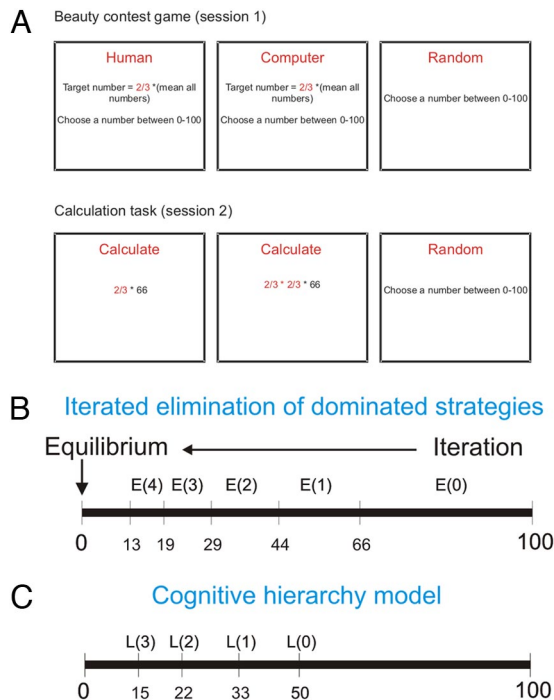 A
Beauty contest game (session 1)
Human
Target number = 2/3 *(mean all
numbers)
Choose a number between 0-100
Computer
Target number = 2/3 *(mean all
numbers)
Choose a number between 0-100
Random
Choose a number between 0-100
Calculation task (session 2)
Calculate
2/3 * 66
Calculate
2/3 * 2/3 * 66
Random
Choose a number between 0-100
B
Iterated elimination of dominated strategies
Equilibrium
Iteration
E(4) E(3) E(2) E(1) E(0)
0 13 19 29 44 66 100
C
Cognitive hierarchy model
L(3) L(2) L(1) L(0)
0 15 22 33 50 100